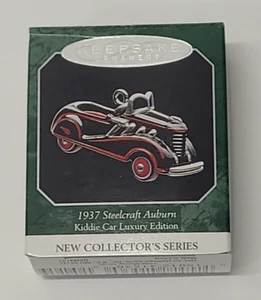 KEEPSAKE
ORNAMENT
1937 Steelcraft Auburn
Kiddie Car Luxury Edition
NEW COLLECTOR'S SERIES